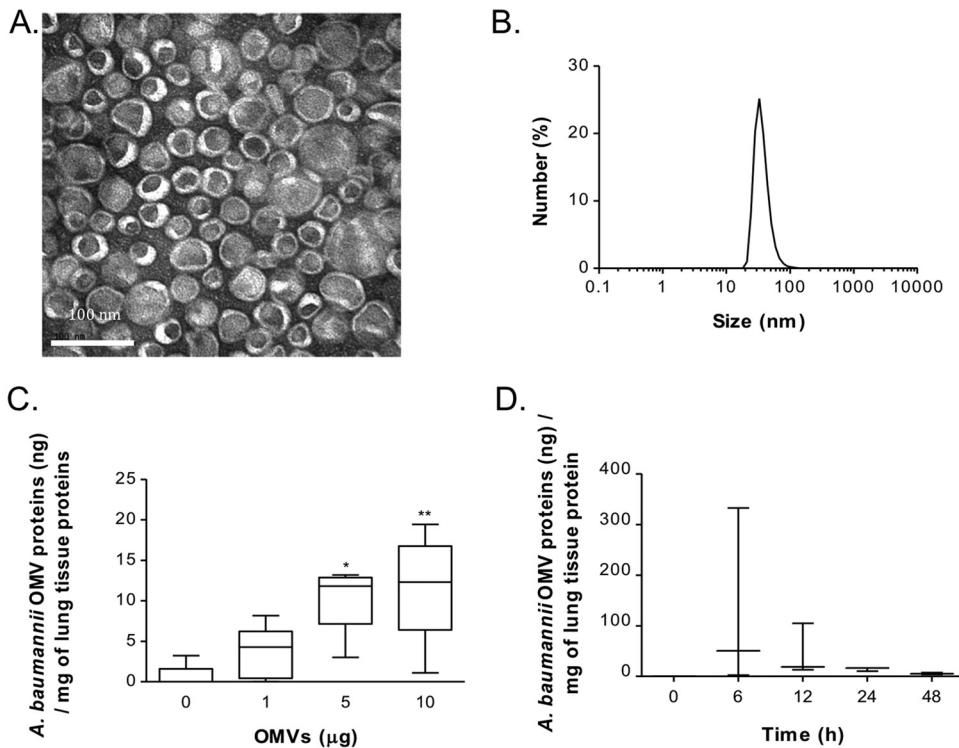 A.
100 nm
B.
30
20
10
0
Number (%)
0.1 1 10 100 1000 10000
Size (nm)
C.
A. baumannii OMV proteins (ng)
/ mg of lung tissue proteins
25
20
15
10
5
0
* **
0 1 5 10
OMVs (µg)
D.
A. baumannii OMV proteins (ng) /
mg of lung tissue protein
400
300
200
100
0
0 6 12 24 48
Time (h)